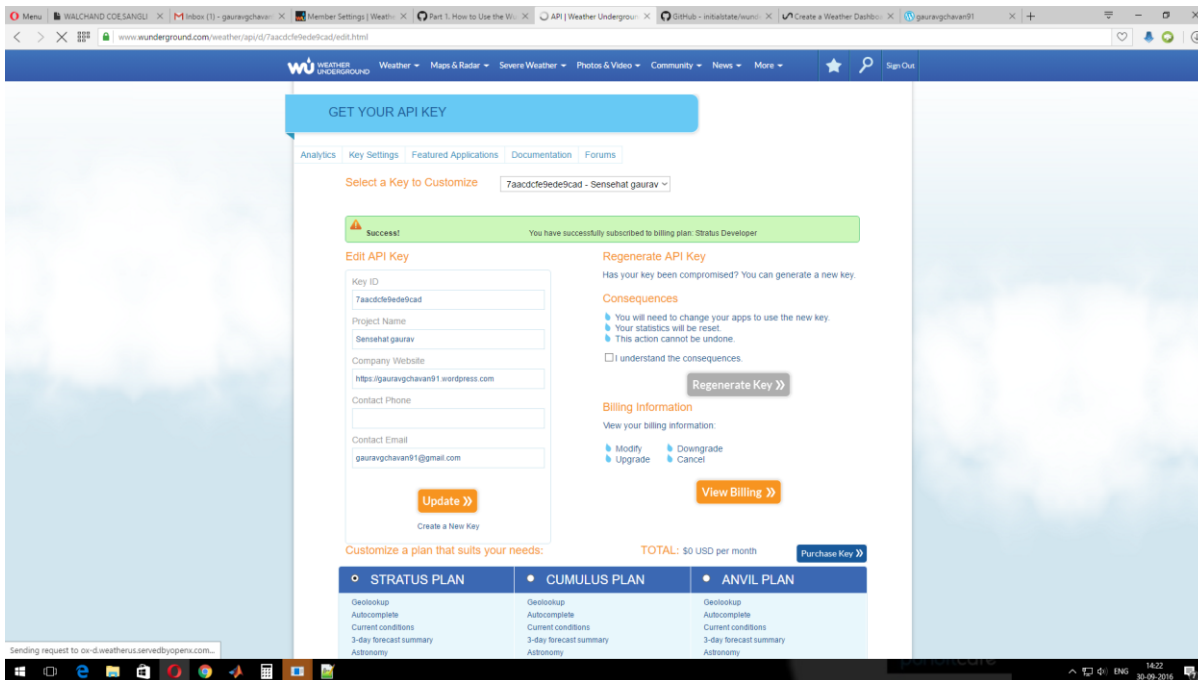 Menu
WALCHAND COE,SANGLI
Inbox (1) - gauravgchavan
Member Settings | Weathe
Part 1. How to Use the Wu
API | Weather Undergroun
GitHub - initialstate/wund
Create a Weather Dashbo
gauravgchavan91
www.wunderground.com/weather/api/d/7aacdcfe9ede9cad/edit.html
WEATHER UNDERGROUND
Weather
Maps & Radar
Severe Weather
Photos & Video
Community
News
More
Sign Out
GET YOUR API KEY
Analytics
Key Settings
Featured Applications
Documentation
Forums
Select a Key to Customize
7aacdcfe9ede9cad - Sensehat gaurav
Success!
You have successfully subscribed to billing plan: Stratus Developer
Edit API Key
Key ID
7aacdcfe9ede9cad
Project Name
Sensehat gaurav
Company Website
https://gauravgchavan91.wordpress.com
Contact Phone
Contact Email
gauravgchavan91@gmail.com
Update »
Create a New Key
Regenerate API Key
Has your key been compromised? You can generate a new key.
Consequences
You will need to change your apps to use the new key.
Your statistics will be reset.
This action cannot be undone.
I understand the consequences.
Regenerate Key »
Billing Information
View your billing information:
Modify
Downgrade
Upgrade
Cancel
View Billing »
Customize a plan that suits your needs:
TOTAL: $0 USD per month
Purchase Key »
STRATUS PLAN
CUMULUS PLAN
ANVIL PLAN
Geolookup
Autocomplete
Current conditions
3-day forecast summary
Astronomy
Geolookup
Autocomplete
Current conditions
3-day forecast summary
Astronomy
Geolookup
Autocomplete
Current conditions
3-day forecast summary
Astronomy
Sending request to ox-d.weatherus.servedbyopenx.com...
ENG
14:22
30-09-2016